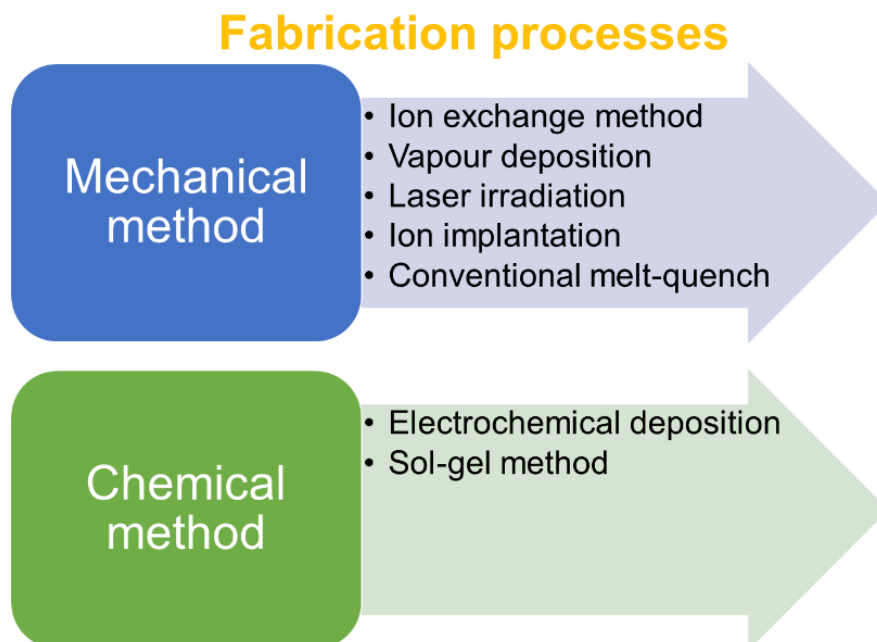 Fabrication processes
Mechanical
method
• Ion exchange method
• Vapour deposition
• Laser irradiation
• Ion implantation
• Conventional melt-quench
Chemical
method
• Electrochemical deposition
• Sol-gel method